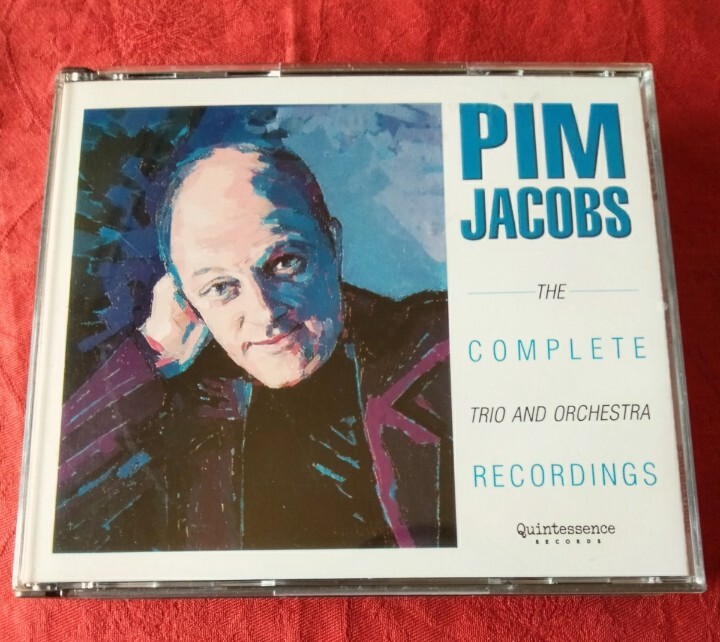 PIM
JACOBS
THE
COMPLETE
TRIO AND ORCHESTRA
RECORDINGS
Quintessence
RECORDS